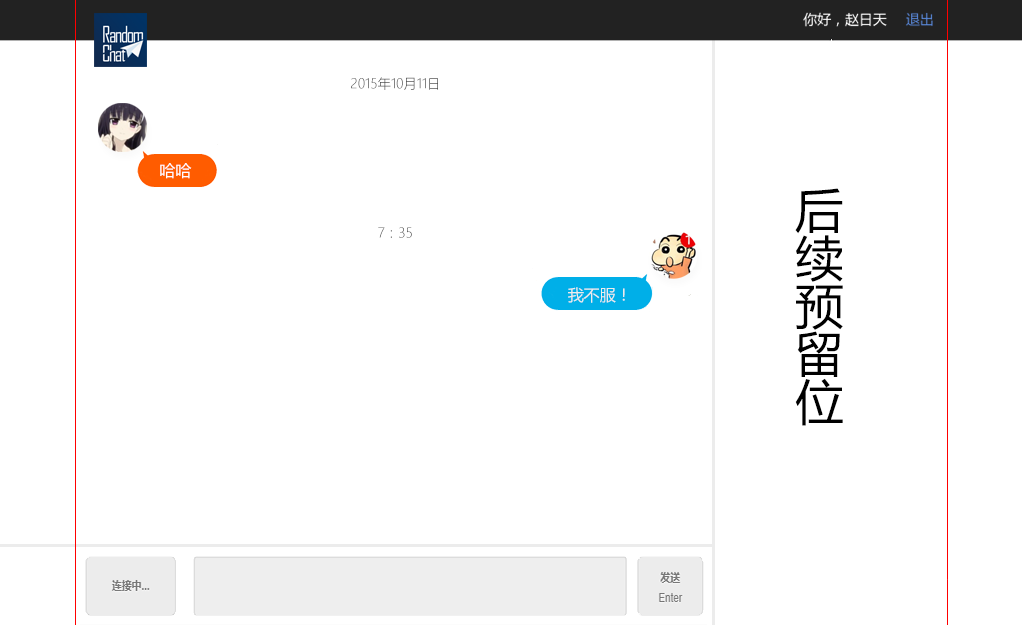 Random
Chat
你好，赵日天 退出
2015年10月11日
哈哈
7：35
1
我不服！
后续预留位
连接中...
发送
Enter